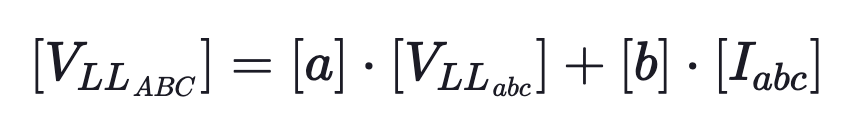 [V_{LL_{ABC}}] = [a] · [V_{LL_{abc}}] + [b] · [I_{abc}]